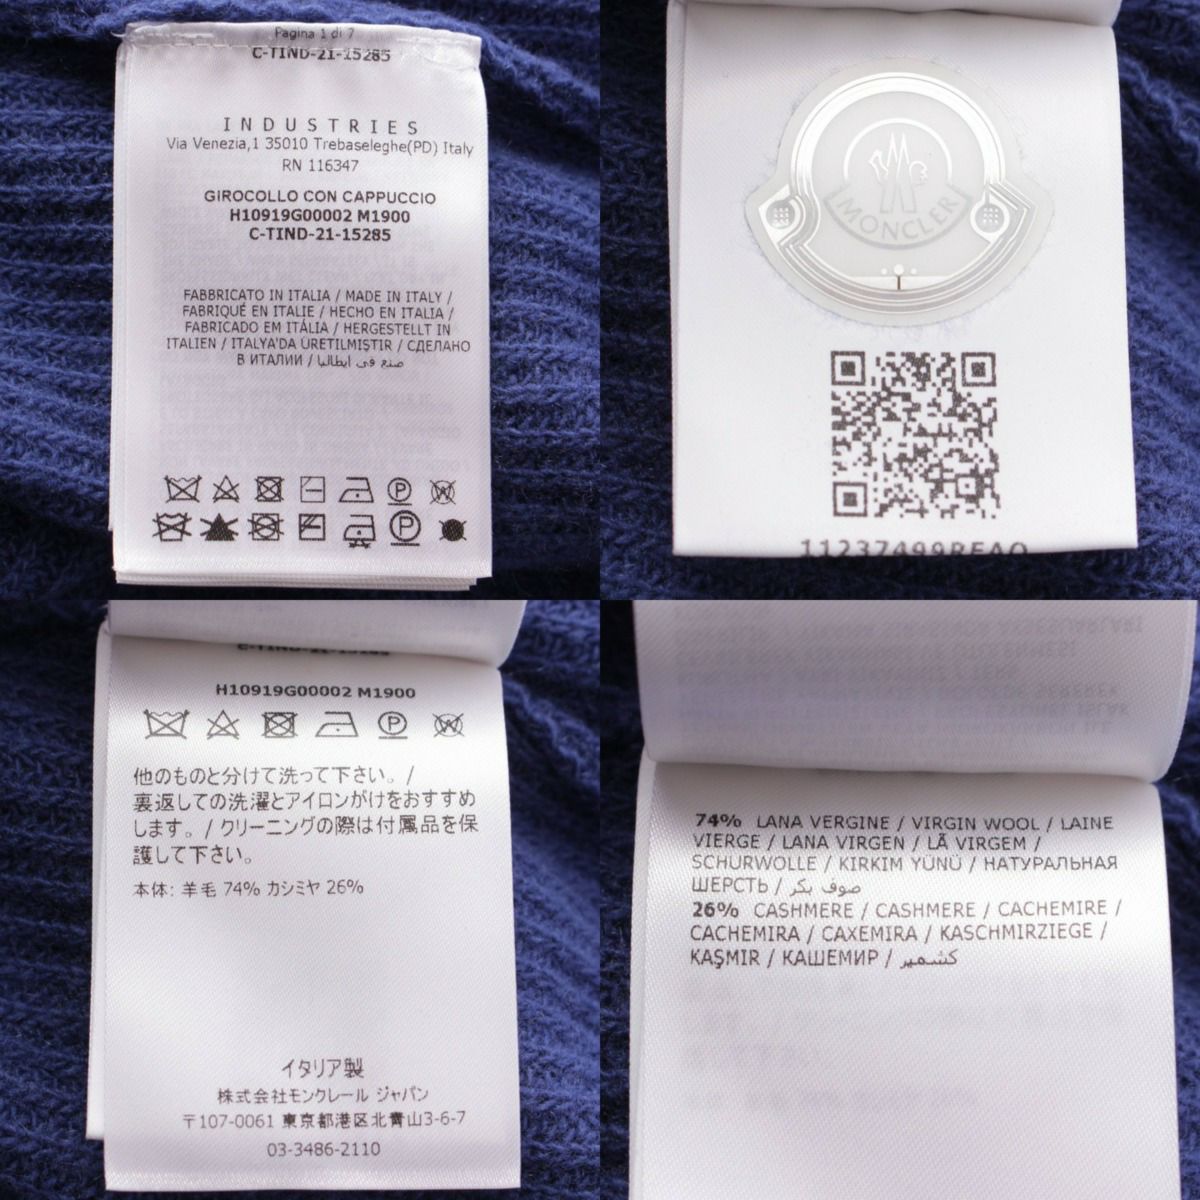 Pagina 1 di 7
C-TIND-21-15285
INDUSTRIES
Via Venezia,1 35010 Trebaseleghe(PD) Italy
RN 116347
GIROCOLLO CON CAPPUCCIO
H10919G00002 M1900
C-TIND-21-15285
FABBRICATO IN ITALIA / MADE IN ITALY /
FABRIQUÉ EN ITALIE / HECHO EN ITALIA /
FABRICADO EM ITÁLIA / HERGESTELLT IN
ITALIEN / ITALYA'DA ÜRETILMIŞTIR / СДЕЛАНО
В ИТАЛИИ / صنع في ايطاليا
MONCLER
C-TIND-21-15285
H10919G00002 M1900
他のものと分けて洗って下さい。/
裏返しての洗濯とアイロンがけをおすすめ
します。/ クリーニングの際は付属品を保
護して下さい。
本体: 羊毛 74% カシミヤ 26%
イタリア製
株式会社モンクレール ジャパン
〒107-0061 東京都港区北青山3-6-7
03-3486-2110
74% LANA VERGINE / VIRGIN WOOL / LAINE
VIERGE / LANA VIRGEN / LÃ VIRGEM /
SCHURWOLLE / KIRKIM YÜNÜ / НАТУРАЛЬНАЯ
ШЕРСТЬ / صوف بكر
26% CASHMERE / CASHMERE / CACHEMIRE /
CACHEMIRA / CAXEMIRA / KASCHMIRZIEGE /
KAŞMIR / КАШЕМИР / كشمير